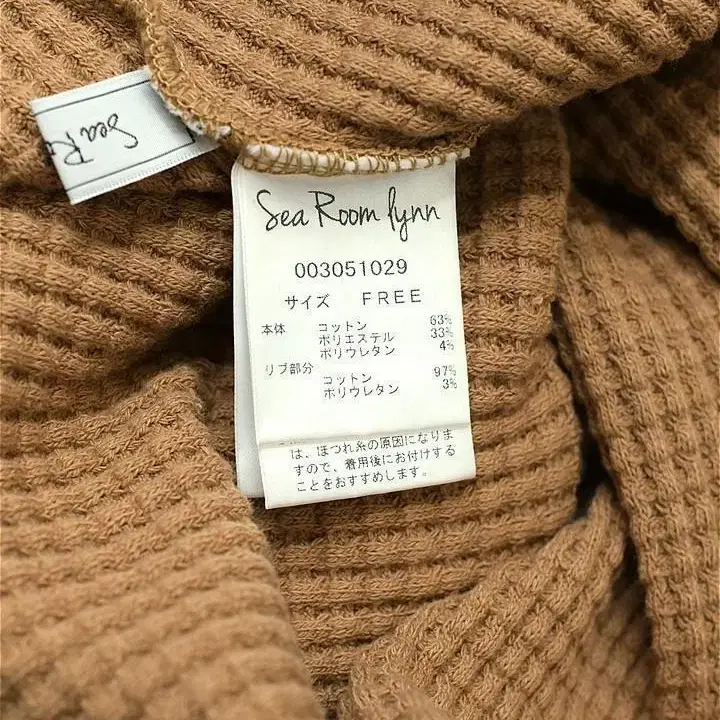 Sea R
Sea Room lynn
003051029
サイズ FREE
本体 コットン 63%
ポリエステル 33%
ポリウレタン 4%
リブ部分
コットン 97%
ポリウレタン 3%
は、ほつれ糸の原因になりま
すので、着用後にお付けする
ことをおすすめします。